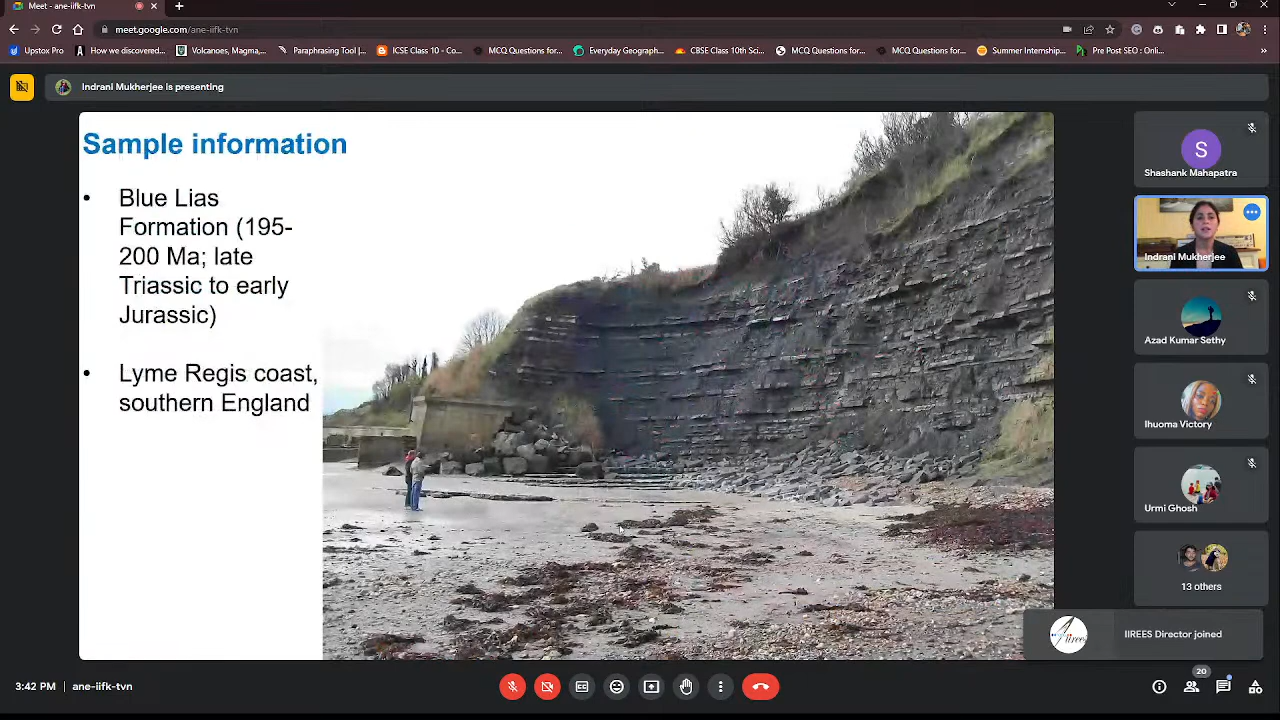 Meet - ane-iifk-tvn
meet.google.com/ane-iifk-tvn
Upstox Pro
How we discovered...
Volcanoes, Magma,...
Paraphrasing Tool |...
ICSE Class 10 - Co...
MCQ Questions for...
Everyday Geograph...
CBSE Class 10th Sci...
MCQ Questions for...
MCQ Questions for...
Summer Internship...
Pre Post SEO : Onli...
Indrani Mukherjee is presenting
Sample information
• Blue Lias
Formation (195-
200 Ma; late
Triassic to early
Jurassic)
• Lyme Regis coast,
southern England
S
Shashank Mahapatra
Indrani Mukherjee
Azad Kumar Sethy
Ihuoma Victory
Urmi Ghosh
13 others
IIREES Director joined
3:42 PM | ane-iifk-tvn
20